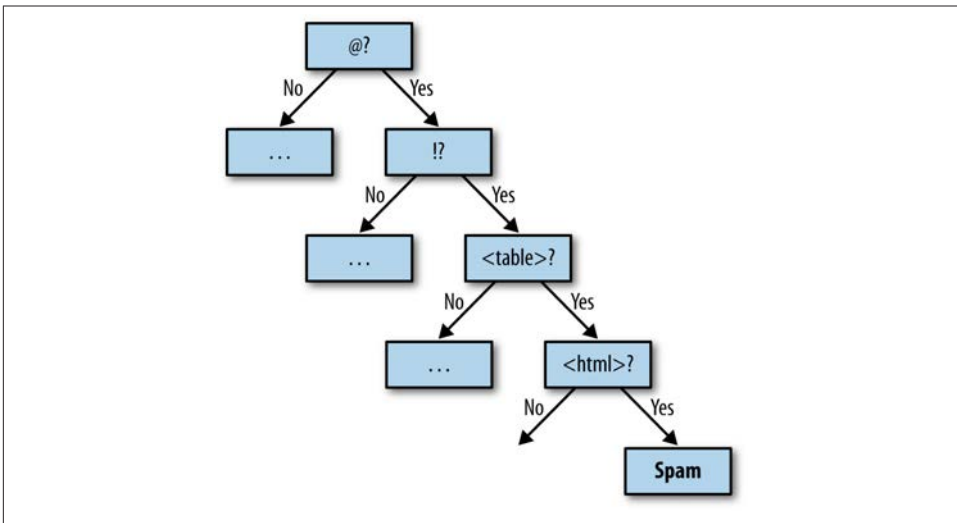 @?
No
Yes
. . .
!?
No
Yes
. . .
<table>?
No
Yes
. . .
<html>?
No
Yes
Spam